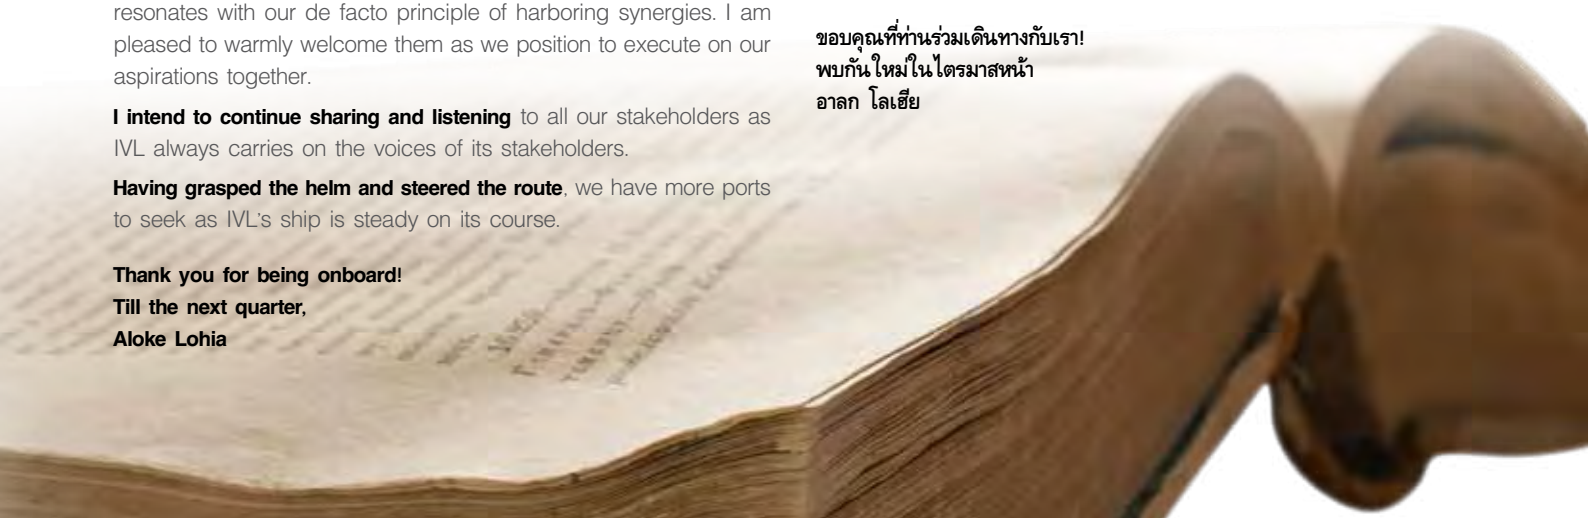 resonates with our de facto principle of harboring synergies. I am
pleased to warmly welcome them as we position to execute on our
aspirations together.
I intend to continue sharing and listening to all our stakeholders as
IVL always carries on the voices of its stakeholders.
Having grasped the helm and steered the route, we have more ports
to seek as IVL's ship is steady on its course.
Thank you for being onboard!
Till the next quarter,
Aloke Lohia
ขอบคุณที่ท่านร่วมเดินทางกับเรา!
พบกันใหม่ในไตรมาสหน้า
อาลก โลเฮีย